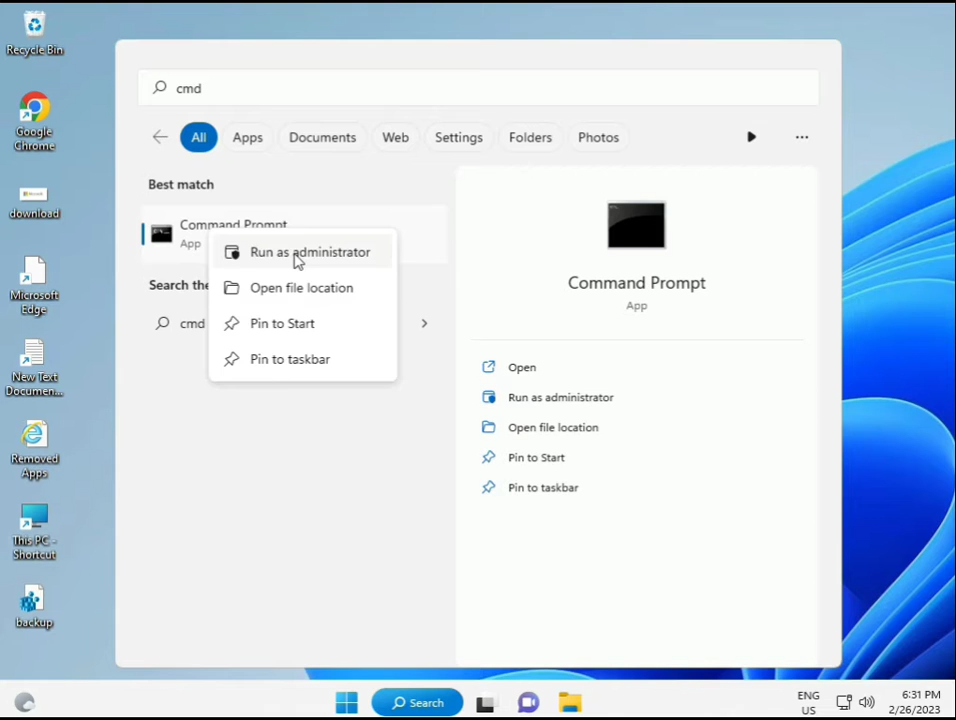 Recycle Bin
Google
Chrome
download
Microsoft
Edge
New Text
Documen...
Removed
Apps
This PC -
Shortcut
backup
cmd
All
Apps
Documents
Web
Settings
Folders
Photos
Best match
Command Prompt
App
Search the
cmd
Run as administrator
Open file location
Pin to Start
Pin to taskbar
Command Prompt
App
Open
Run as administrator
Open file location
Pin to Start
Pin to taskbar
Search
ENG
US
6:31 PM
2/26/2023